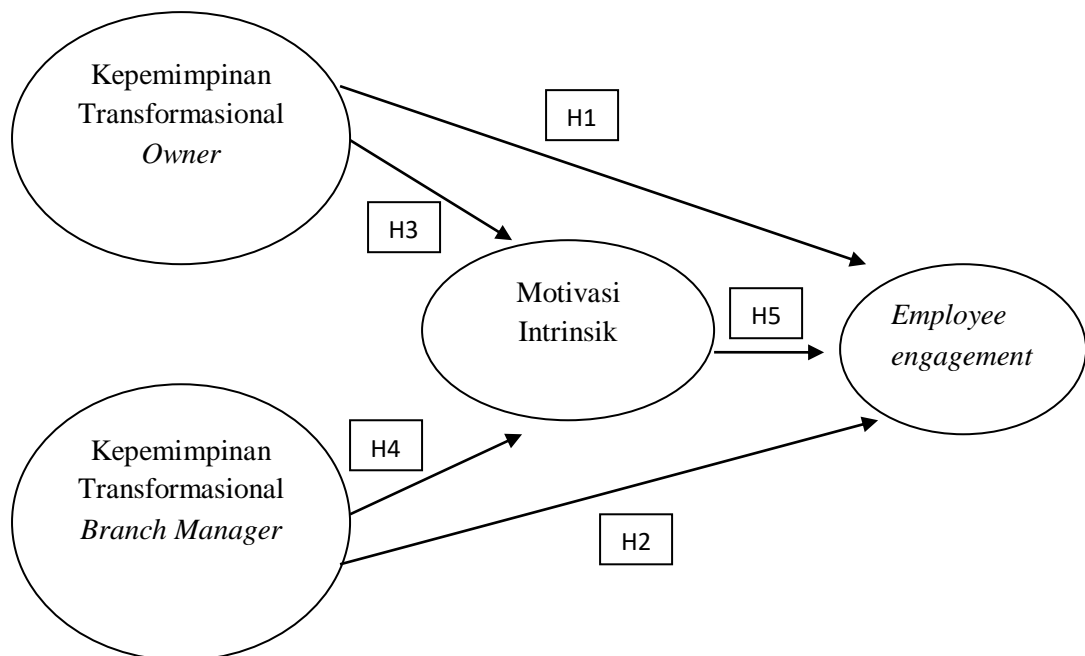 Kepemimpinan
Transformasional
Owner
H1
H3
Motivasi
Intrinsik
H5
Employee
engagement
Kepemimpinan
Transformasional
Branch Manager
H4
H2